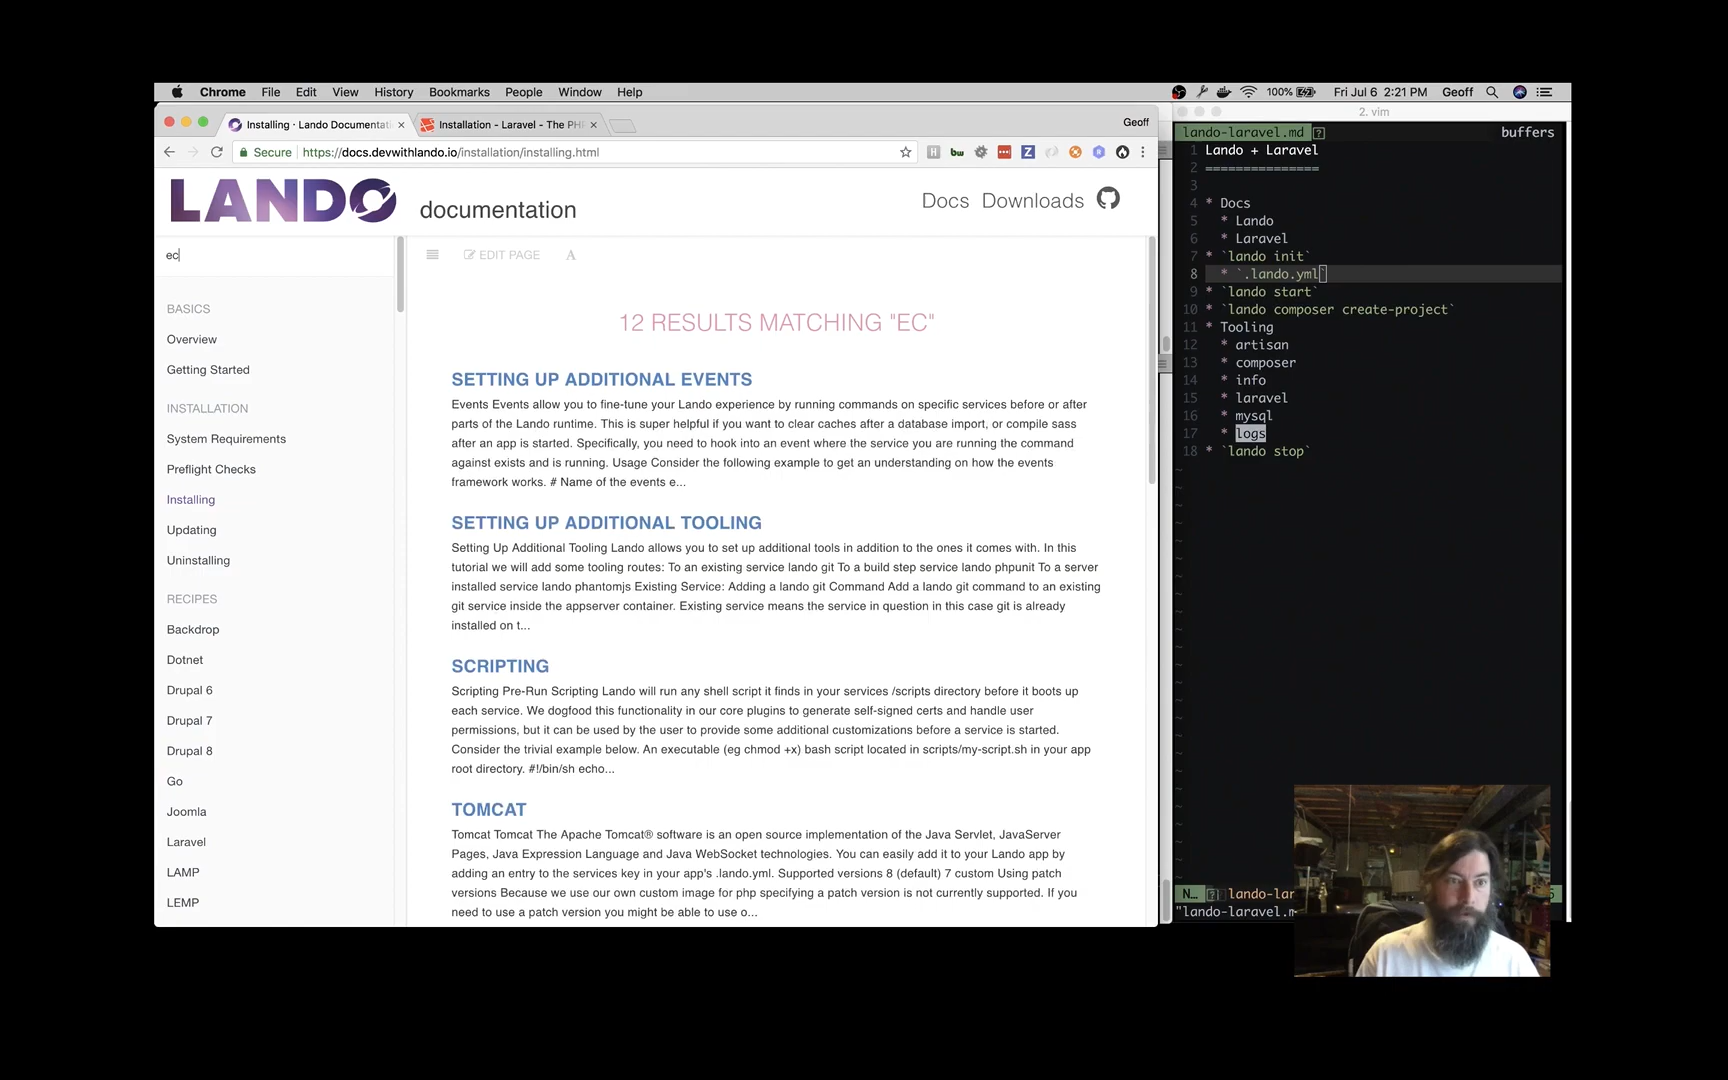 Chrome File Edit View History Bookmarks People Window Help
100% Fri Jul 6 2:21 PM Geoff
Installing · Lando Documentati
Installation - Laravel - The PH
Geoff
Secure https://docs.devwithlando.io/installation/installing.html
LANDO documentation
Docs Downloads
ec
EDIT PAGE A
BASICS
Overview
Getting Started
INSTALLATION
System Requirements
Preflight Checks
Installing
Updating
Uninstalling
RECIPES
Backdrop
Dotnet
Drupal 6
Drupal 7
Drupal 8
Go
Joomla
Laravel
LAMP
LEMP
12 RESULTS MATCHING "EC"
SETTING UP ADDITIONAL EVENTS
Events Events allow you to fine-tune your Lando experience by running commands on specific services before or after
parts of the Lando runtime. This is super helpful if you want to clear caches after a database import, or compile sass
after an app is started. Specifically, you need to hook into an event where the service you are running the command
against exists and is running. Usage Consider the following example to get an understanding on how the events
framework works. # Name of the events e...
SETTING UP ADDITIONAL TOOLING
Setting Up Additional Tooling Lando allows you to set up additional tools in addition to the ones it comes with. In this
tutorial we will add some tooling routes: To an existing service lando git To a build step service lando phpunit To a server
installed service lando phantomjs Existing Service: Adding a lando git Command Add a lando git command to an existing
git service inside the appserver container. Existing service means the service in question in this case git is already
installed on t...
SCRIPTING
Scripting Pre-Run Scripting Lando will run any shell script it finds in your services /scripts directory before it boots up
each service. We dogfood this functionality in our core plugins to generate self-signed certs and handle user
permissions, but it can be used by the user to provide some additional customizations before a service is started.
Consider the trivial example below. An executable (eg chmod +x) bash script located in scripts/my-script.sh in your app
root directory. #!/bin/sh echo...
TOMCAT
Tomcat Tomcat The Apache Tomcat® software is an open source implementation of the Java Servlet, JavaServer
Pages, Java Expression Language and Java WebSocket technologies. You can easily add it to your Lando app by
adding an entry to the services key in your app's .lando.yml. Supported versions 8 (default) 7 custom Using patch
versions Because we use our own custom image for php specifying a patch version is not currently supported. If you
need to use a patch version you might be able to use o...
2. vim
lando-laravel.md buffers
1 Lando + Laravel
2 ===============
3
4 * Docs
5 * Lando
6 * Laravel
7 * `lando init`
8 * `.lando.yml`
9 * `lando start`
10 * `lando composer create-project`
11 * Tooling
12 * artisan
13 * composer
14 * info
15 * laravel
16 * mysql
17 * logs
18 * `lando stop`
N... lando-lar
"lando-laravel.m